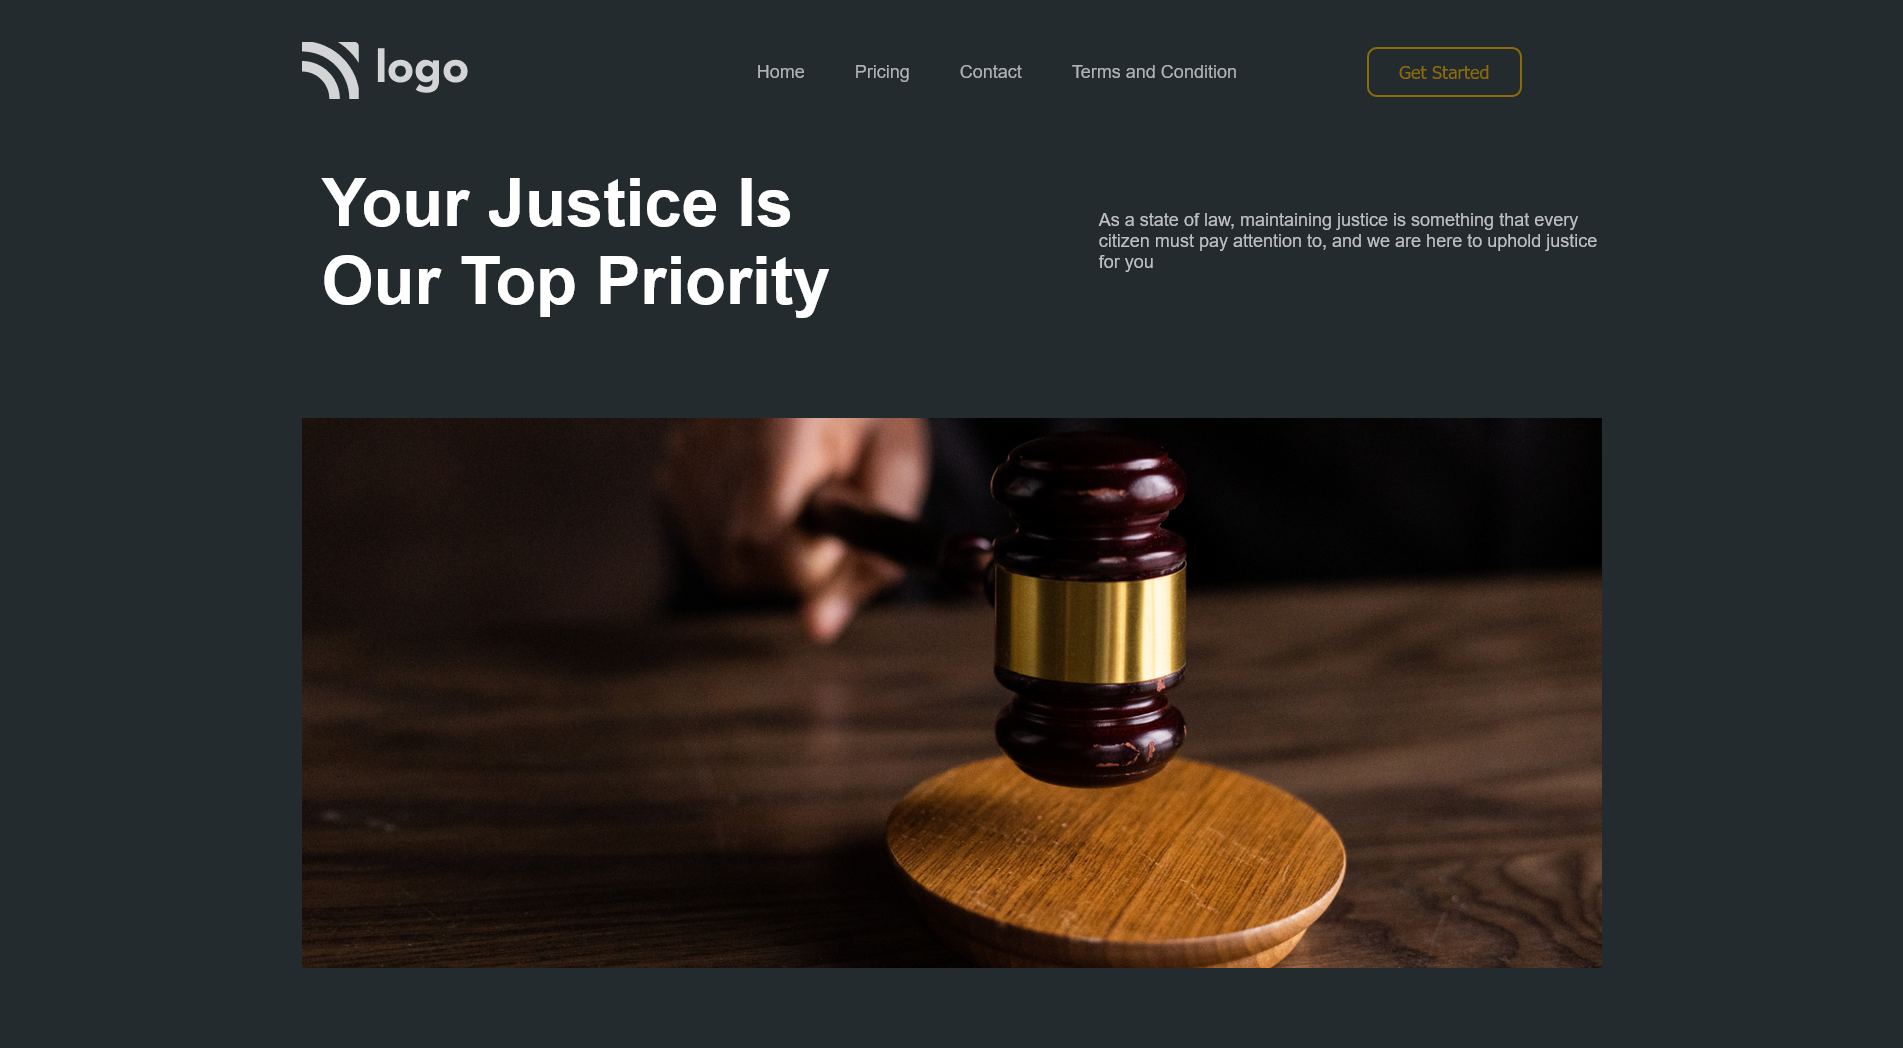 logo
Home
Pricing
Contact
Terms and Condition
Get Started
Your Justice Is
Our Top Priority
As a state of law, maintaining justice is something that every
citizen must pay attention to, and we are here to uphold justice
for you